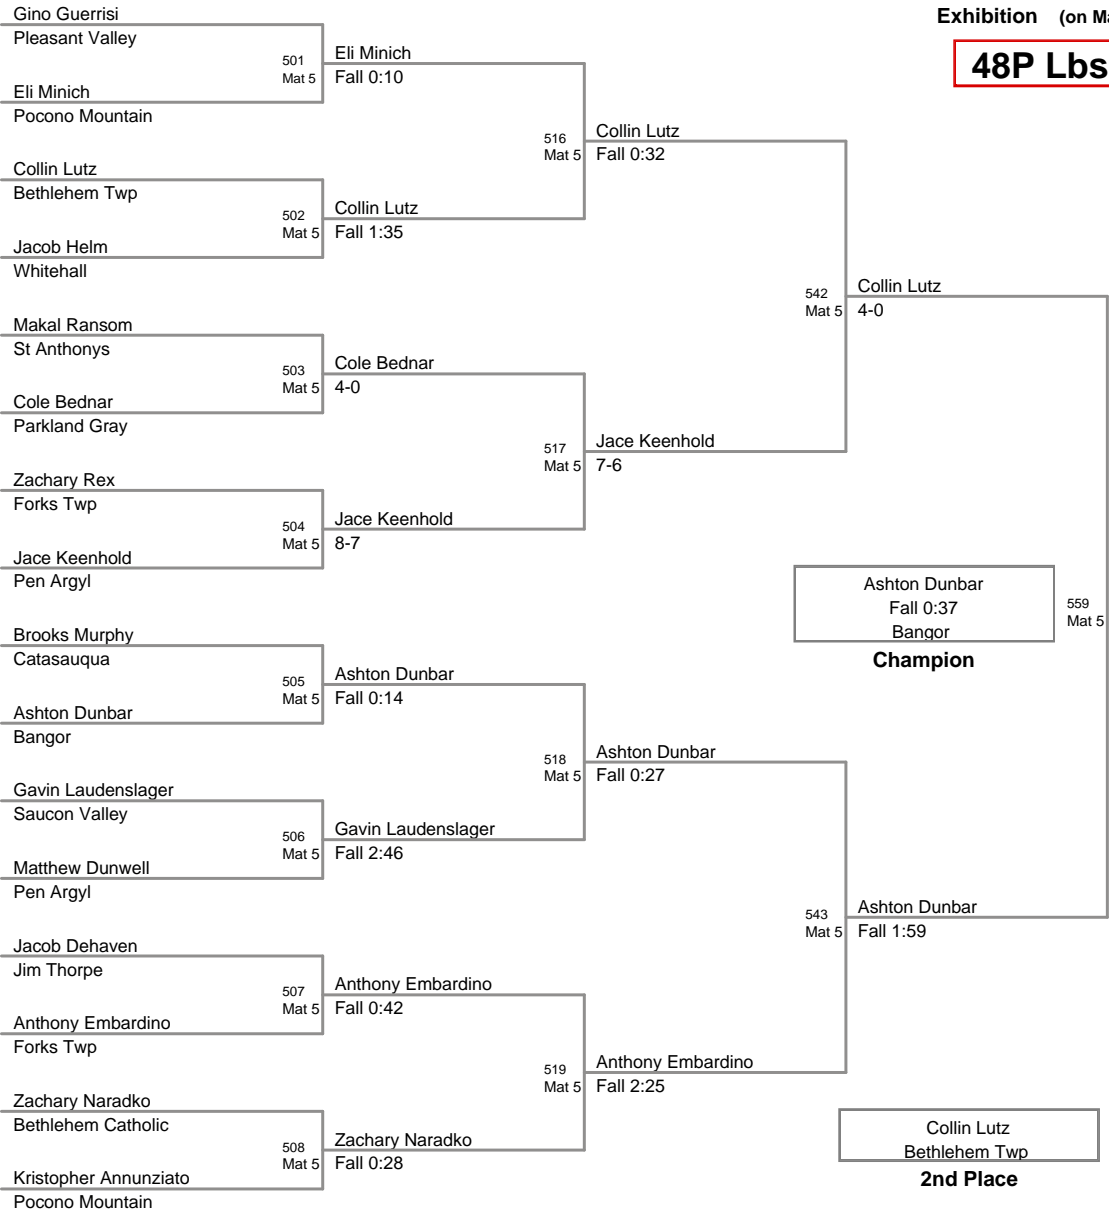 Gino Guerrisi
Pleasant Valley
501
Mat 5
Eli Minich
Fall 0:10
Eli Minich
Pocono Mountain
516
Mat 5
Collin Lutz
Fall 0:32
Collin Lutz
Bethlehem Twp
502
Mat 5
Collin Lutz
Fall 1:35
Jacob Helm
Whitehall
542
Mat 5
Collin Lutz
4-0
Makal Ransom
St Anthonys
503
Mat 5
Cole Bednar
4-0
Cole Bednar
Parkland Gray
517
Mat 5
Jace Keenhold
7-6
Zachary Rex
Forks Twp
504
Mat 5
Jace Keenhold
8-7
Jace Keenhold
Pen Argyl
Ashton Dunbar
Fall 0:37
Bangor
Champion
559
Mat 5
Brooks Murphy
Catasauqua
505
Mat 5
Ashton Dunbar
Fall 0:14
Ashton Dunbar
Bangor
518
Mat 5
Ashton Dunbar
Fall 0:27
Gavin Laudenslager
Saucon Valley
506
Mat 5
Gavin Laudenslager
Fall 2:46
Matthew Dunwell
Pen Argyl
543
Mat 5
Ashton Dunbar
Fall 1:59
Jacob Dehaven
Jim Thorpe
507
Mat 5
Anthony Embardino
Fall 0:42
Anthony Embardino
Forks Twp
519
Mat 5
Anthony Embardino
Fall 2:25
Zachary Naradko
Bethlehem Catholic
508
Mat 5
Zachary Naradko
Fall 0:28
Kristopher Annunziato
Pocono Mountain
Collin Lutz
Bethlehem Twp
2nd Place
Exhibition (on
48P Lbs